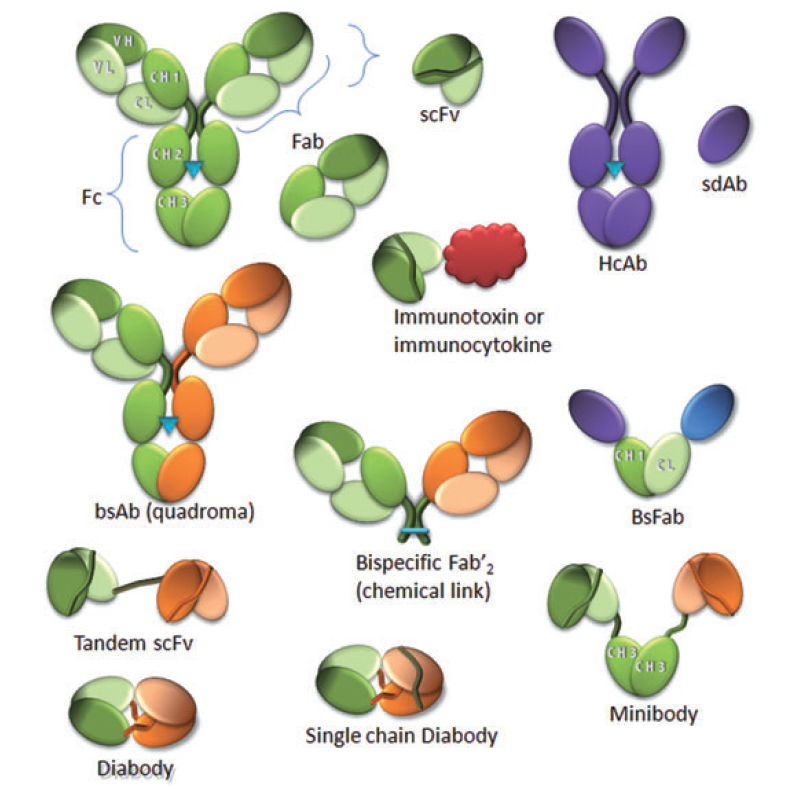 VH
VL
CH1
CL
CH2
CH3
Fc
Fab
scFv
HcAb
sdAb
Immunotoxin or
immunocytokine
bsAb (quadroma)
Bispecific Fab′₂
(chemical link)
CH1
CL
BsFab
Tandem scFv
Diabody
Single chain Diabody
CH3
CH3
Minibody